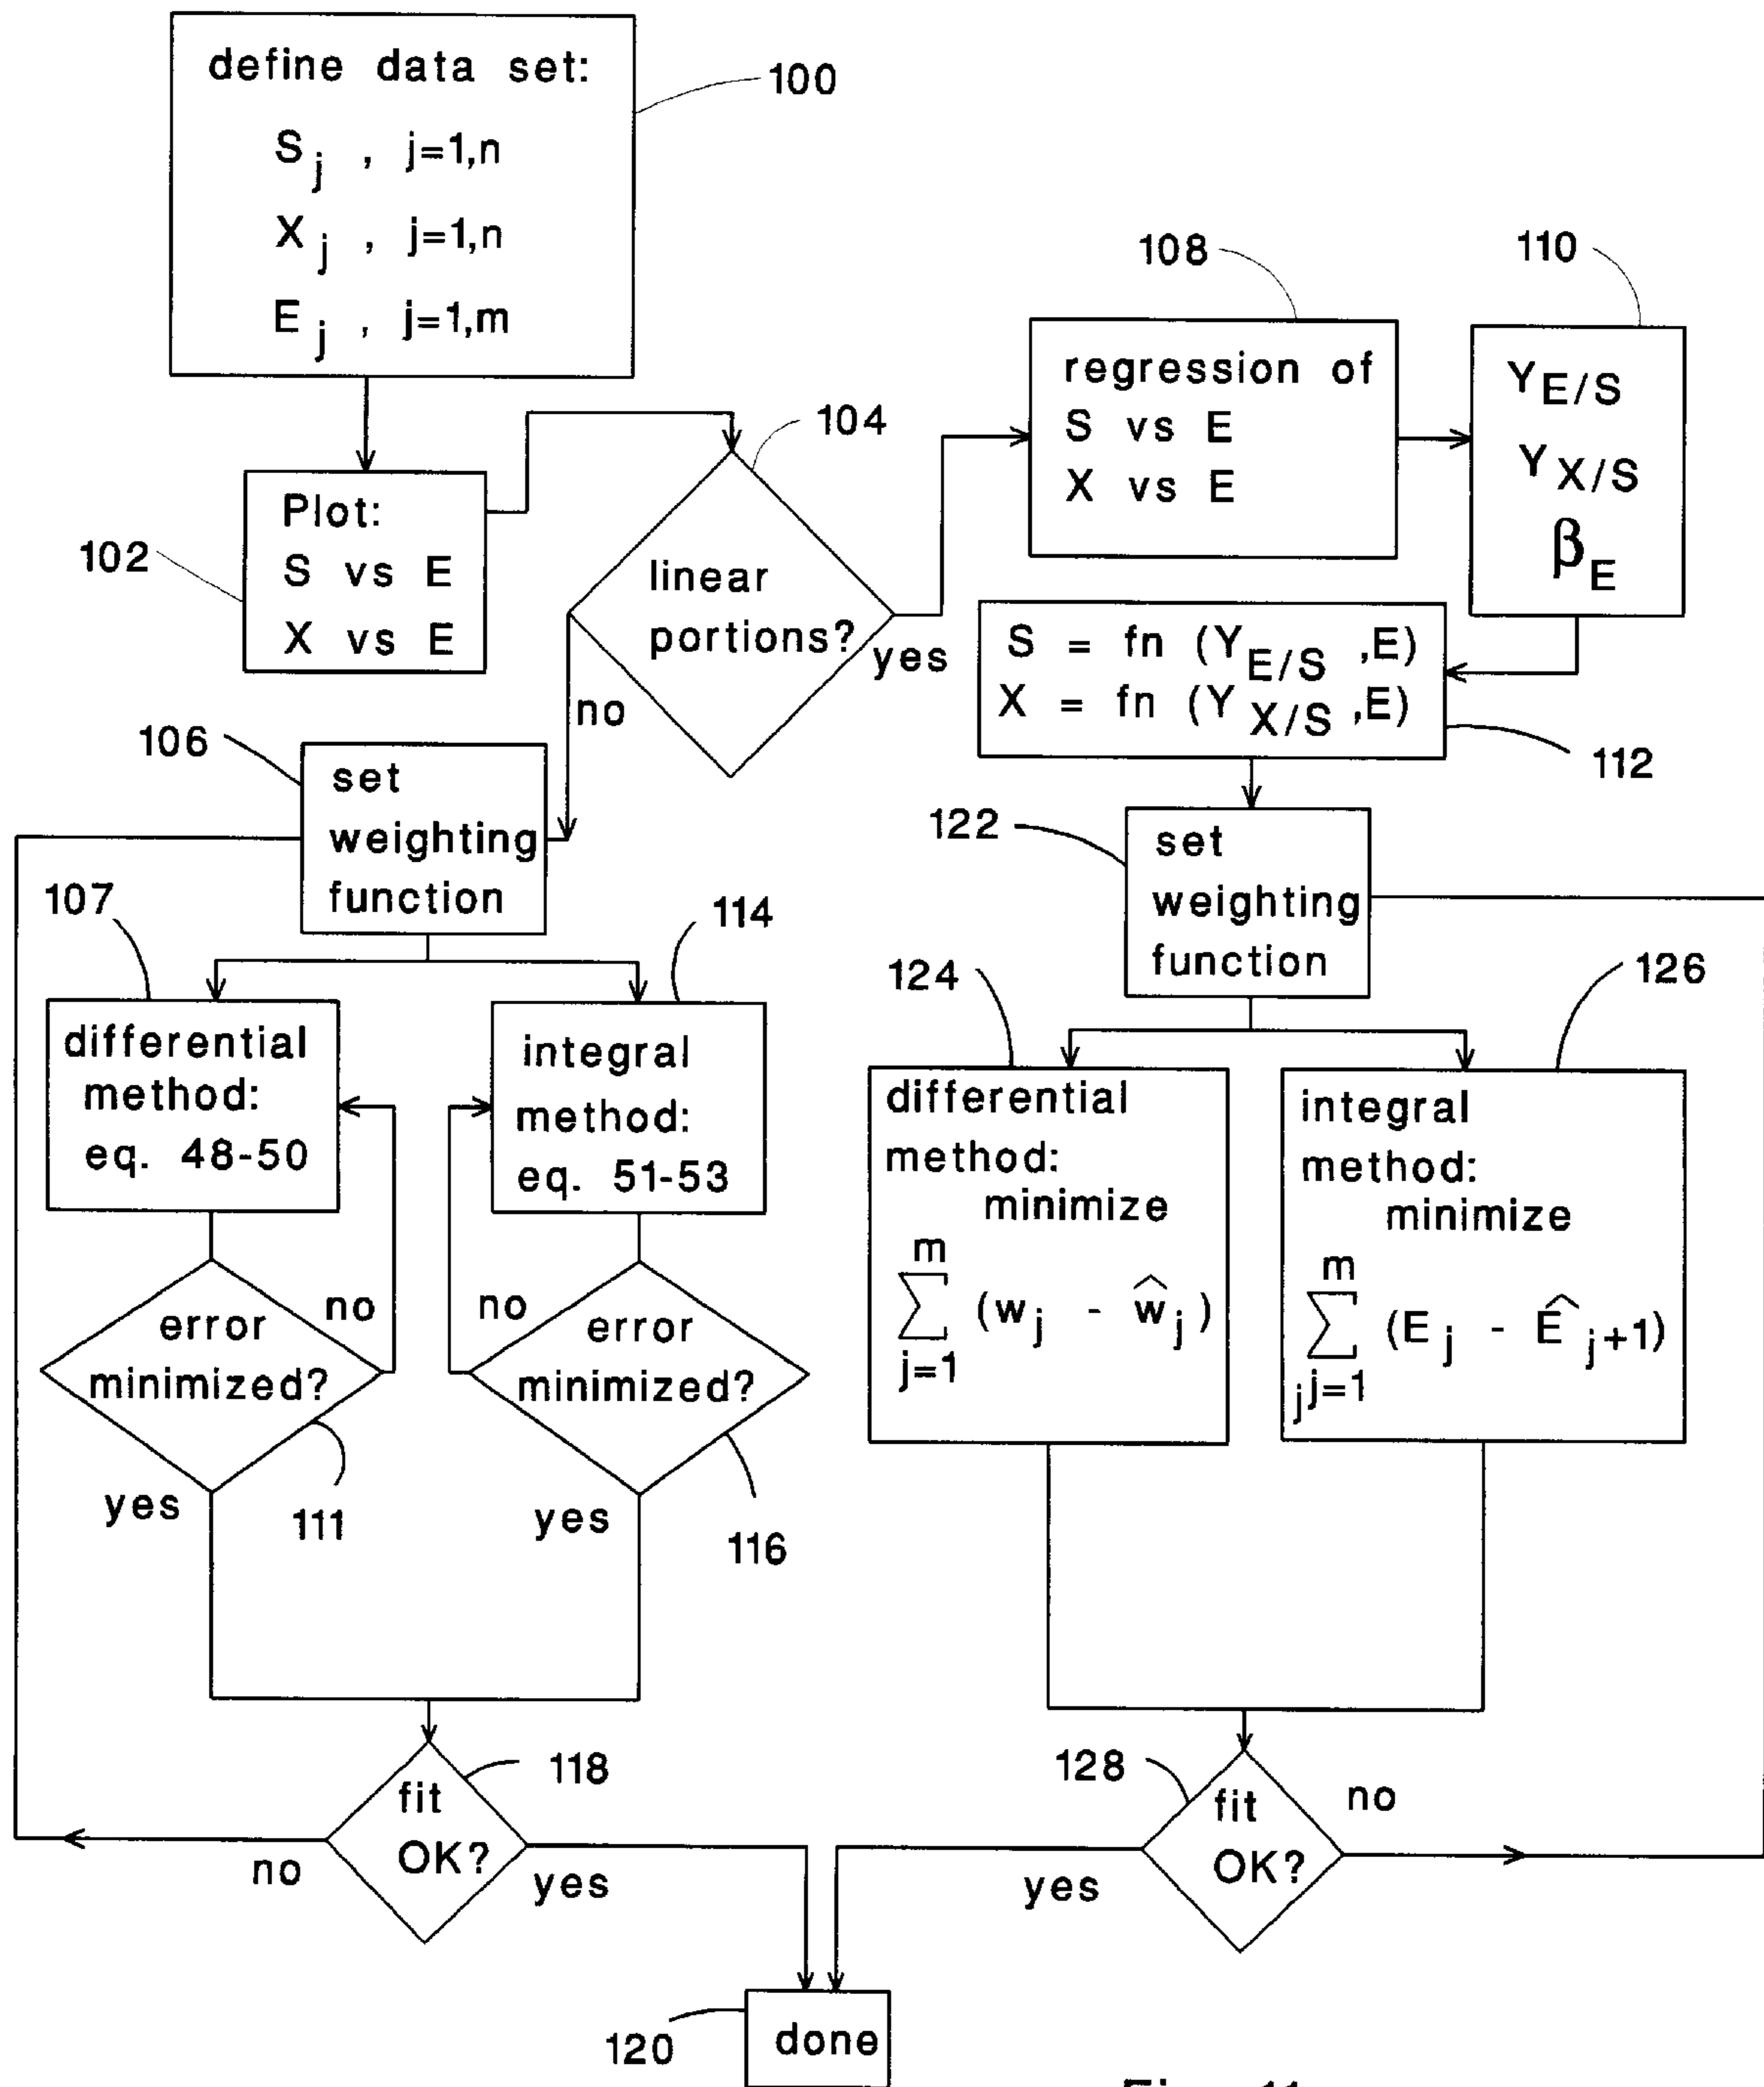 define data set:
S j , j=1,n
X j , j=1,n
E j , j=1,m
100
Plot:
S vs E
X vs E
102
104
linear
portions?
yes
no
108
regression of
S vs E
X vs E
110
Y E/S
Y X/S
β E
S = fn (Y E/S ,E)
X = fn (Y X/S ,E)
112
106
set
weighting
function
122
set
weighting
function
107
differential
method:
eq. 48-50
114
integral
method:
eq. 51-53
124
differential
method:
minimize
m
∑ (w j - ŵ j )
j=1
126
integral
method:
minimize
m
∑ (E j - Ê j+1)
j j=1
error
minimized?
no
yes
111
error
minimized?
no
yes
116
fit
OK?
118
no
yes
fit
OK?
128
no
yes
120
done